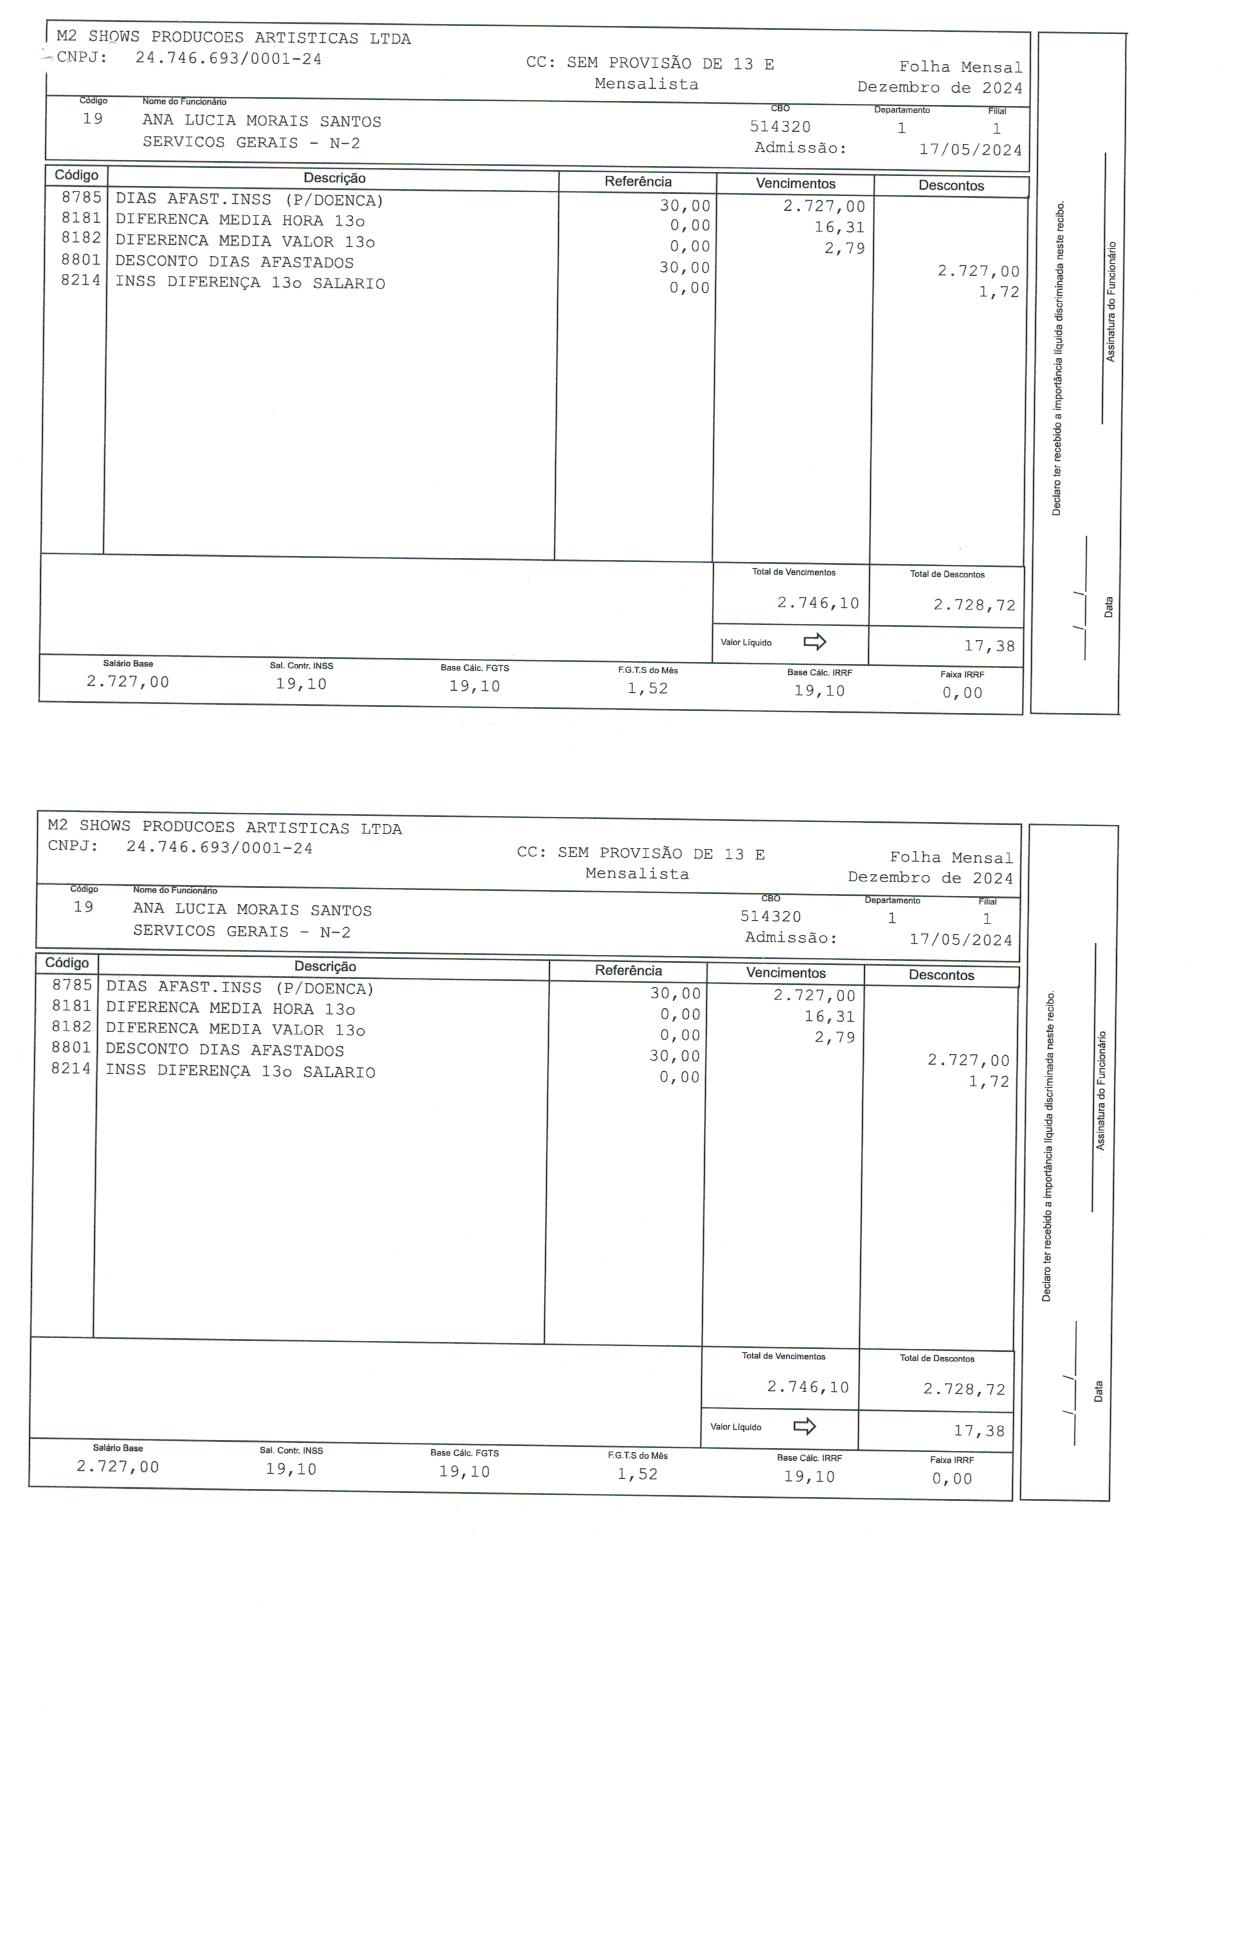 M2 SHOWS PRODUCOES ARTISTICAS LTDA
CNPJ: 24.746.693/0001-24
CC: SEM PROVISÃO DE 13 E
Folha Mensal
Mensalista
Dezembro de 2024
Código Nome do Funcionário CBO Departamento Filial
19 ANA LUCIA MORAIS SANTOS 514320 1 1
SERVICOS GERAIS - N-2 Admissão: 17/05/2024
Código Descrição Referência Vencimentos Descontos
8785 DIAS AFAST.INSS (P/DOENCA) 30,00 2.727,00
8181 DIFERENCA MEDIA HORA 13o 0,00 16,31
8182 DIFERENCA MEDIA VALOR 13o 0,00 2,79
8801 DESCONTO DIAS AFASTADOS 30,00 2.727,00
8214 INSS DIFERENÇA 13o SALARIO 0,00 1,72
Total de Vencimentos Total de Descontos
2.746,10 2.728,72
Valor Líquido 17,38
Salário Base Sal. Contr. INSS Base Cálc. FGTS F.G.T.S do Mês Base Cálc. IRRF Faixa IRRF
2.727,00 19,10 19,10 1,52 19,10 0,00
Declaro ter recebido a importância líquida discriminada neste recibo.
___/___/___
Data
Assinatura do Funcionário
M2 SHOWS PRODUCOES ARTISTICAS LTDA
CNPJ: 24.746.693/0001-24
CC: SEM PROVISÃO DE 13 E
Folha Mensal
Mensalista
Dezembro de 2024
Código Nome do Funcionário CBO Departamento Filial
19 ANA LUCIA MORAIS SANTOS 514320 1 1
SERVICOS GERAIS - N-2 Admissão: 17/05/2024
Código Descrição Referência Vencimentos Descontos
8785 DIAS AFAST.INSS (P/DOENCA) 30,00 2.727,00
8181 DIFERENCA MEDIA HORA 13o 0,00 16,31
8182 DIFERENCA MEDIA VALOR 13o 0,00 2,79
8801 DESCONTO DIAS AFASTADOS 30,00 2.727,00
8214 INSS DIFERENÇA 13o SALARIO 0,00 1,72
Total de Vencimentos Total de Descontos
2.746,10 2.728,72
Valor Líquido 17,38
Salário Base Sal. Contr. INSS Base Cálc. FGTS F.G.T.S do Mês Base Cálc. IRRF Faixa IRRF
2.727,00 19,10 19,10 1,52 19,10 0,00
Declaro ter recebido a importância líquida discriminada neste recibo.
___/___/___
Data
Assinatura do Funcionário